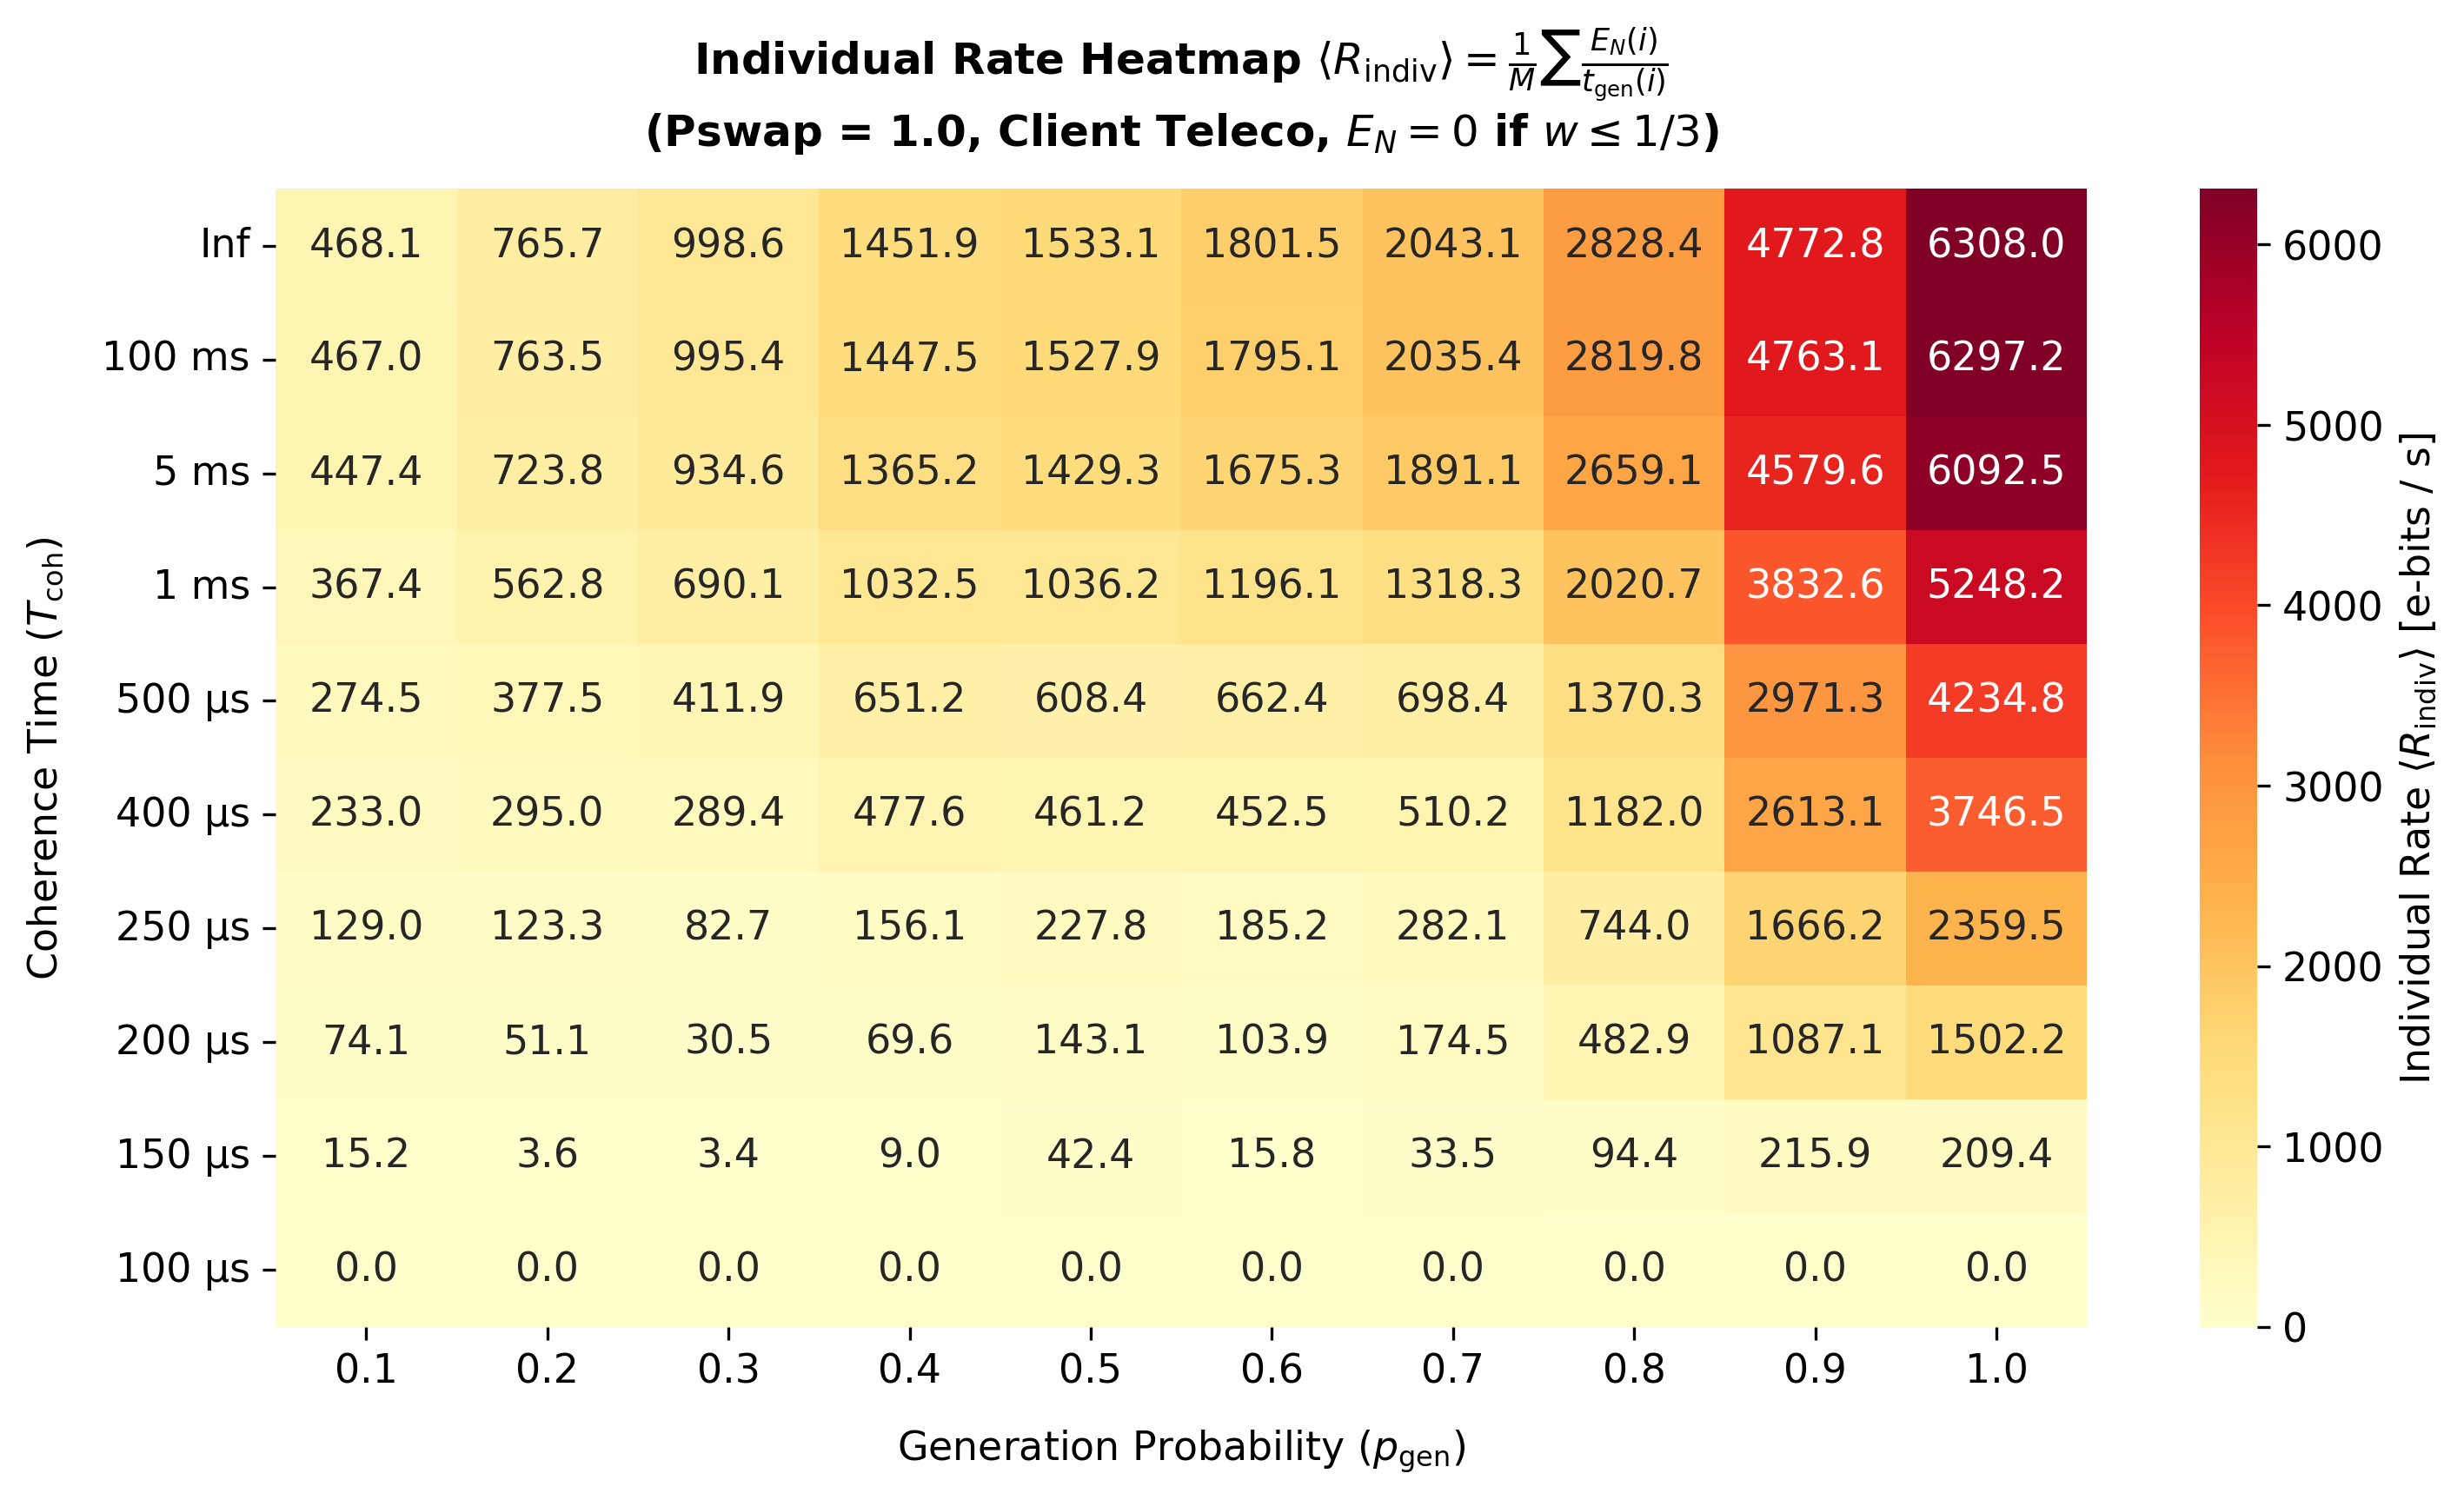 Individual Rate Heatmap ⟨R_indiv⟩ = 1/M ∑ E_N(i)/t_gen(i)
(Pswap = 1.0, Client Teleco, E_N = 0 if w ≤ 1/3)
Coherence Time (T_coh)
Inf 468.1 765.7 998.6 1451.9 1533.1 1801.5 2043.1 2828.4 4772.8 6308.0
100 ms 467.0 763.5 995.4 1447.5 1527.9 1795.1 2035.4 2819.8 4763.1 6297.2
5 ms 447.4 723.8 934.6 1365.2 1429.3 1675.3 1891.1 2659.1 4579.6 6092.5
1 ms 367.4 562.8 690.1 1032.5 1036.2 1196.1 1318.3 2020.7 3832.6 5248.2
500 µs 274.5 377.5 411.9 651.2 608.4 662.4 698.4 1370.3 2971.3 4234.8
400 µs 233.0 295.0 289.4 477.6 461.2 452.5 510.2 1182.0 2613.1 3746.5
250 µs 129.0 123.3 82.7 156.1 227.8 185.2 282.1 744.0 1666.2 2359.5
200 µs 74.1 51.1 30.5 69.6 143.1 103.9 174.5 482.9 1087.1 1502.2
150 µs 15.2 3.6 3.4 9.0 42.4 15.8 33.5 94.4 215.9 209.4
100 µs 0.0 0.0 0.0 0.0 0.0 0.0 0.0 0.0 0.0 0.0
0.1 0.2 0.3 0.4 0.5 0.6 0.7 0.8 0.9 1.0
Generation Probability (p_gen)
6000
5000
4000
3000
2000
1000
0
Individual Rate ⟨R_indiv⟩ [e-bits / s]